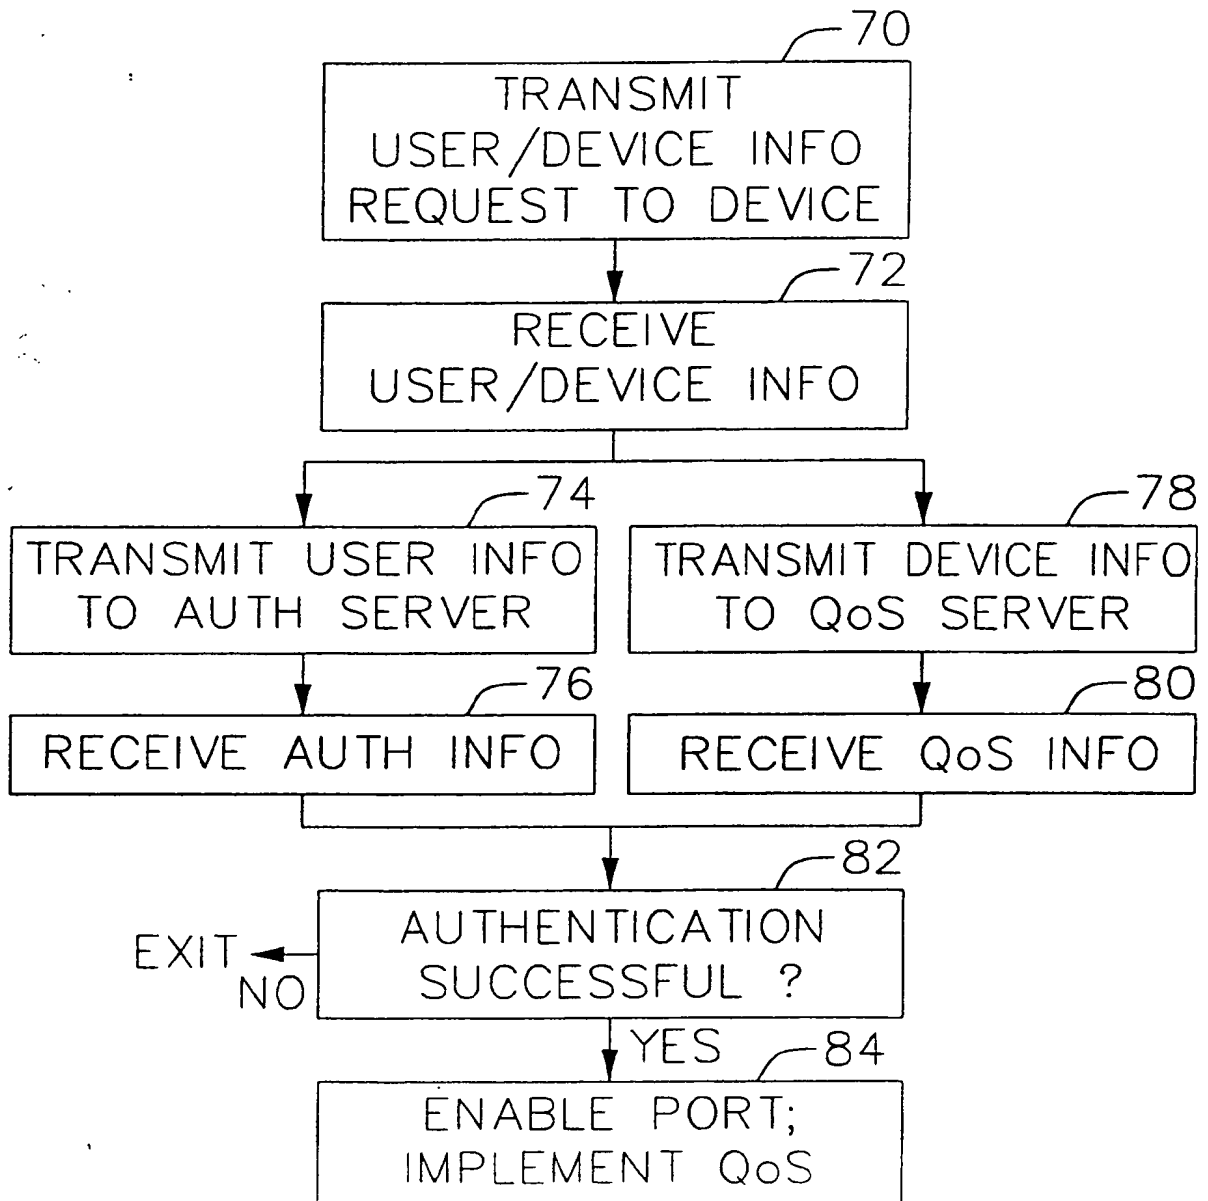 70
TRANSMIT
USER/DEVICE INFO
REQUEST TO DEVICE
72
RECEIVE
USER/DEVICE INFO
74
TRANSMIT USER INFO
TO AUTH SERVER
78
TRANSMIT DEVICE INFO
TO QoS SERVER
76
RECEIVE AUTH INFO
80
RECEIVE QoS INFO
82
AUTHENTICATION
SUCCESSFUL ?
EXIT
NO
YES
84
ENABLE PORT;
IMPLEMENT QoS